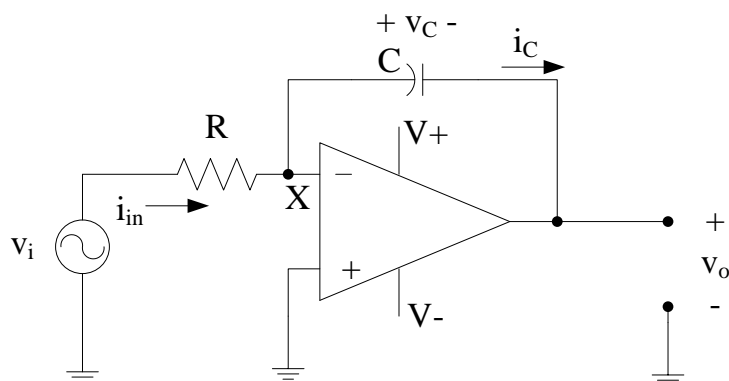 + v_C -
C
i_C
R
V+
−
X
i_in
v_i
+
V-
+
v_o
-